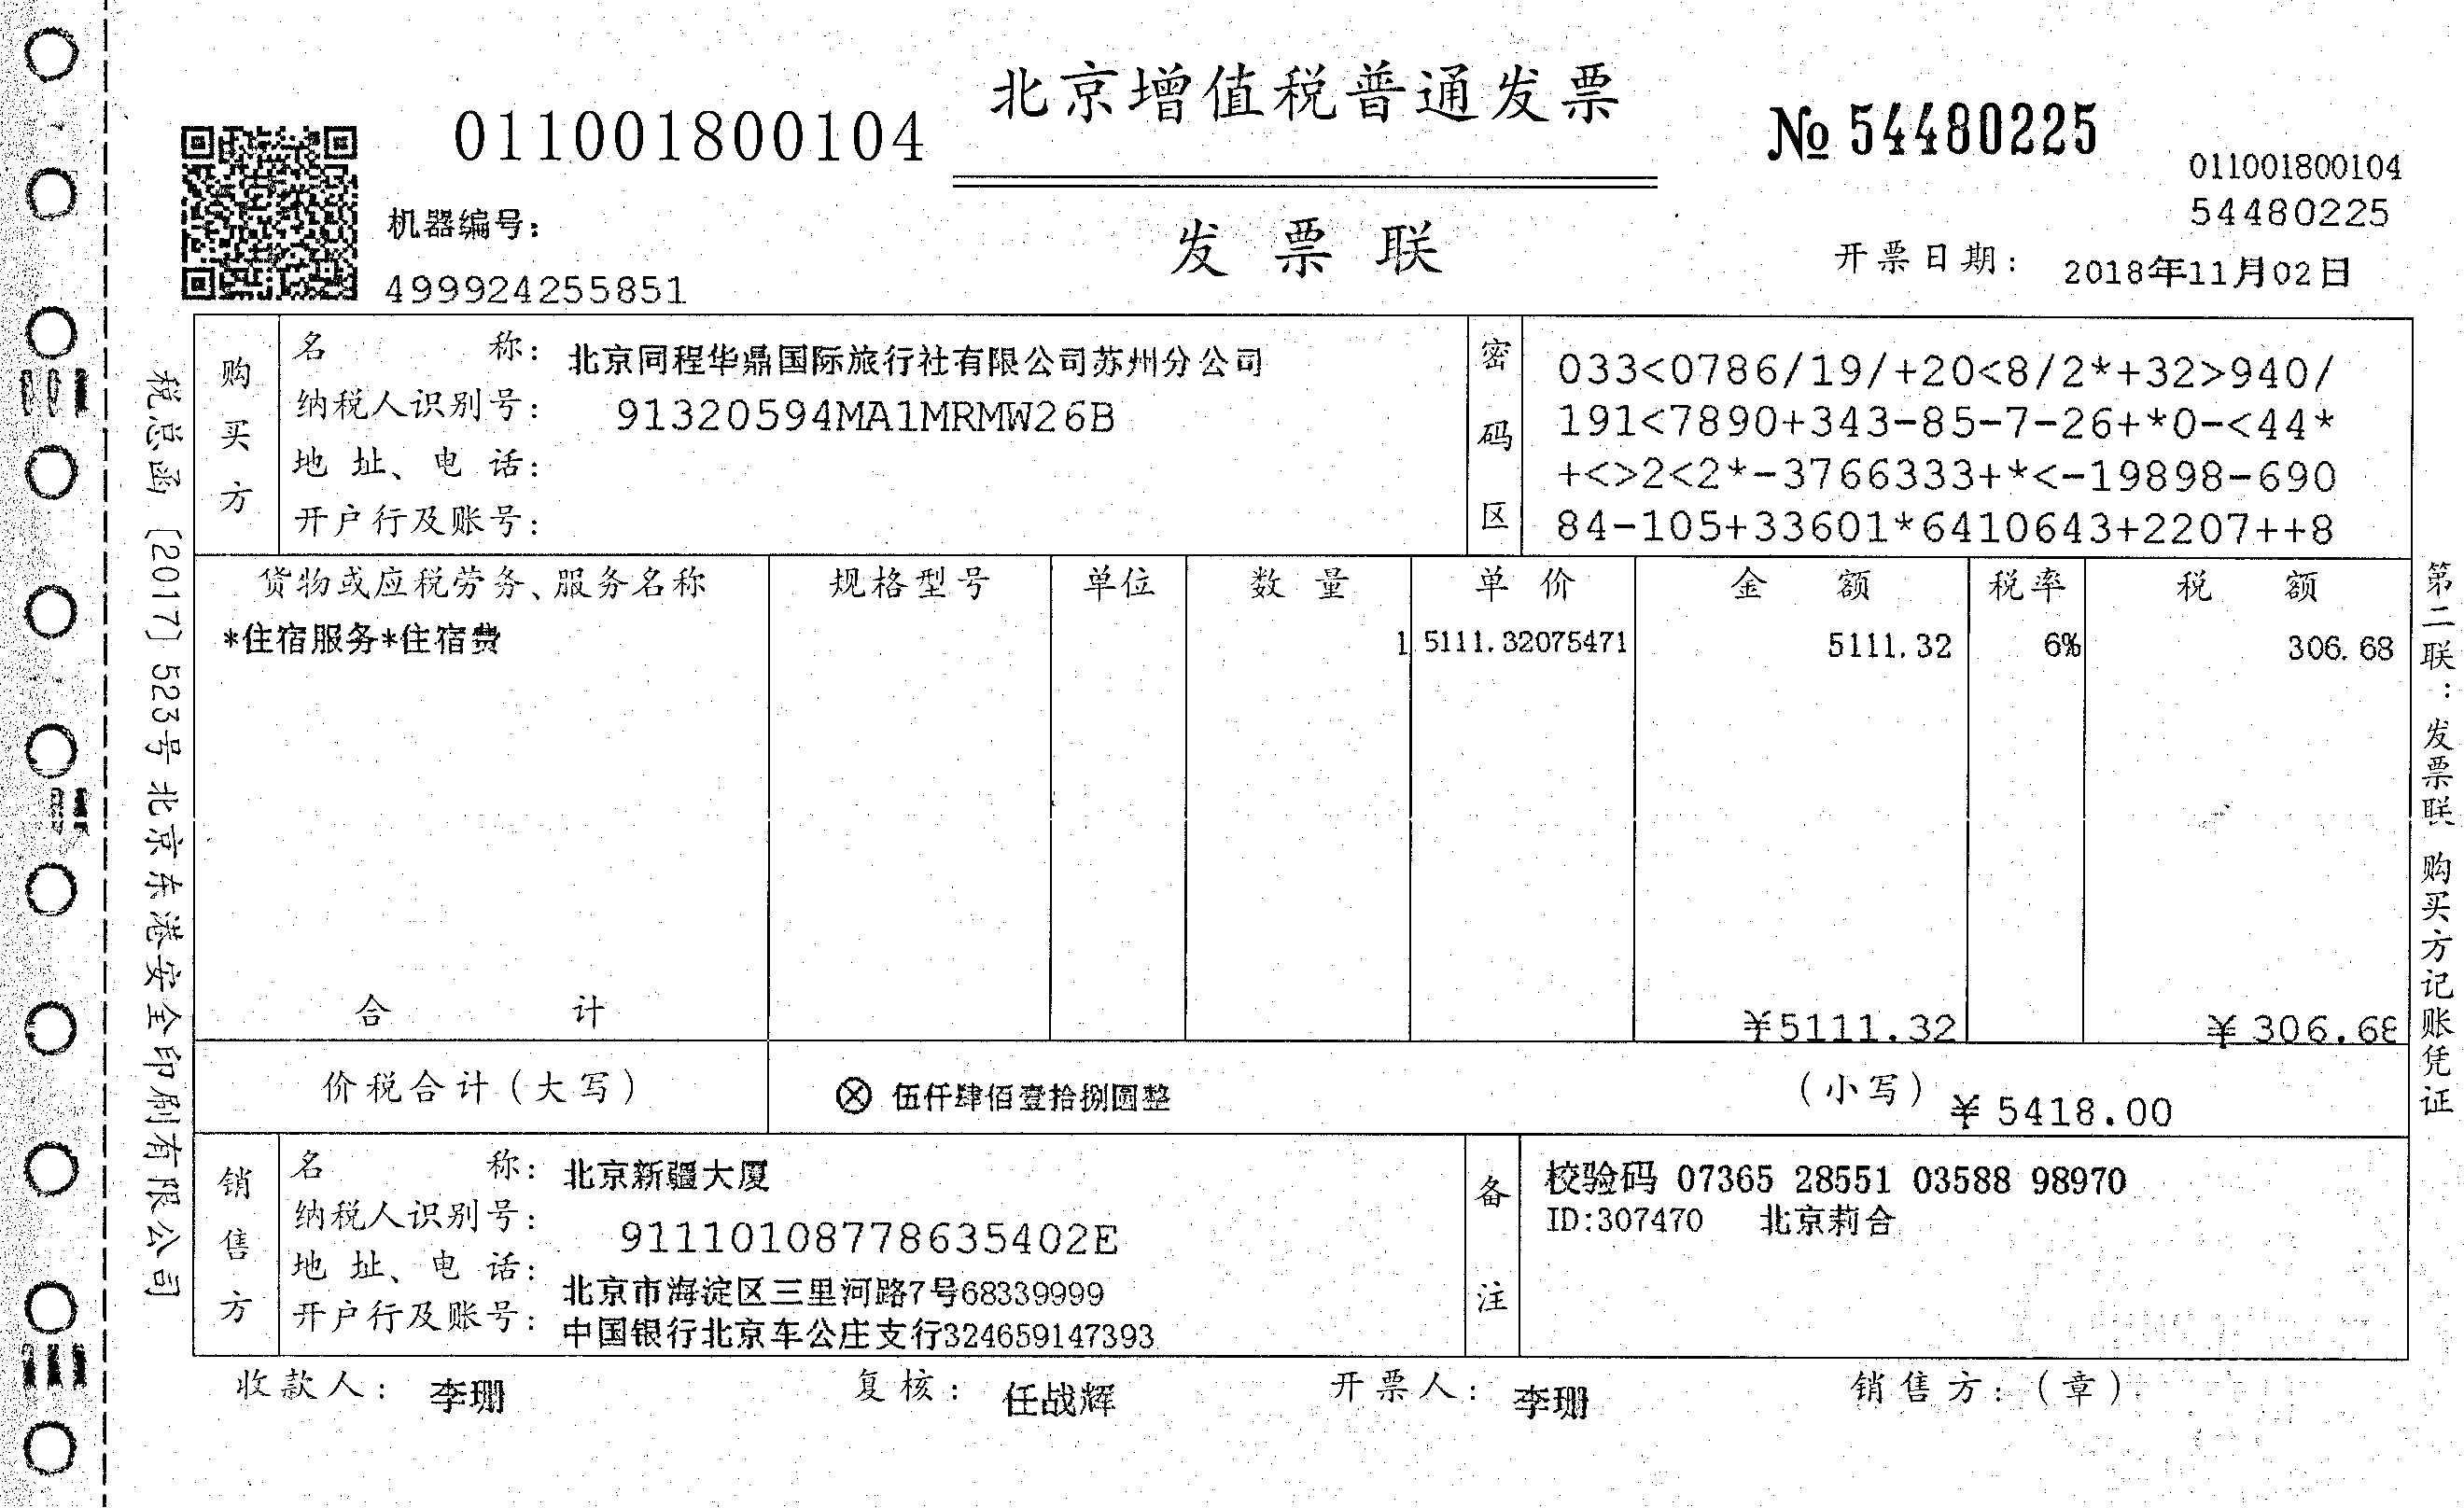 北京增值税普通发票
011001800104
№ 54480225
011001800104
54480225
机器编号：
499924255851
发票联
开票日期： 2018年11月02日
购买方
名称： 北京同程华鼎国际旅行社有限公司苏州分公司
纳税人识别号： 91320594MA1MRMW26B
地址、电话：
开户行及账号：
密码区
033<0786/19/+20<8/2*+32>940/
191<7890+343-85-7-26+*0-<44*
+<>2<2*-3766333+*<-19898-690
84-105+33601*6410643+2207++8
货物或应税劳务、服务名称 规格型号 单位 数量 单价 金额 税率 税额
*住宿服务*住宿费 1 5111.32075471 5111.32 6% 306.68
合计 ¥5111.32 ¥306.68
价税合计（大写） ⊗ 伍仟肆佰壹拾捌圆整 （小写） ¥5418.00
销售方
名称： 北京新疆大厦
纳税人识别号： 91110108778635402E
地址、电话： 北京市海淀区三里河路7号68339999
开户行及账号： 中国银行北京车公庄支行324659147393
备注
校验码 07365 28551 03588 98970
ID:307470 北京莉合
收款人： 李珊 复核： 任战辉 开票人： 李珊 销售方：（章）
税总函〔2017〕523号北京东港安全印刷有限公司
第二联：发票联 购买方记账凭证